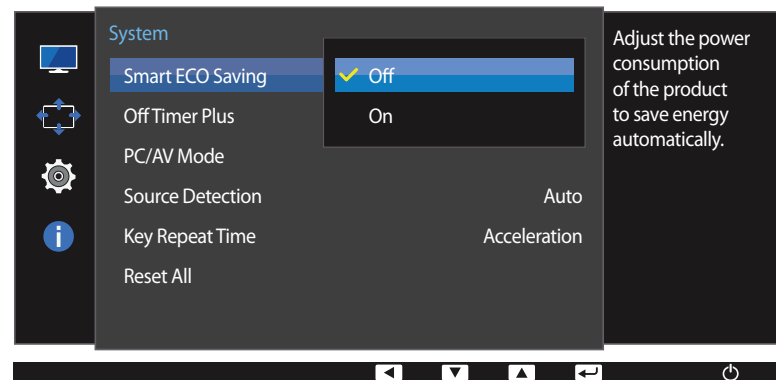 System
Smart ECO Saving
Off
Off Timer Plus
On
PC/AV Mode
Source Detection
Auto
Key Repeat Time
Acceleration
Reset All
Adjust the power
consumption
of the product
to save energy
automatically.